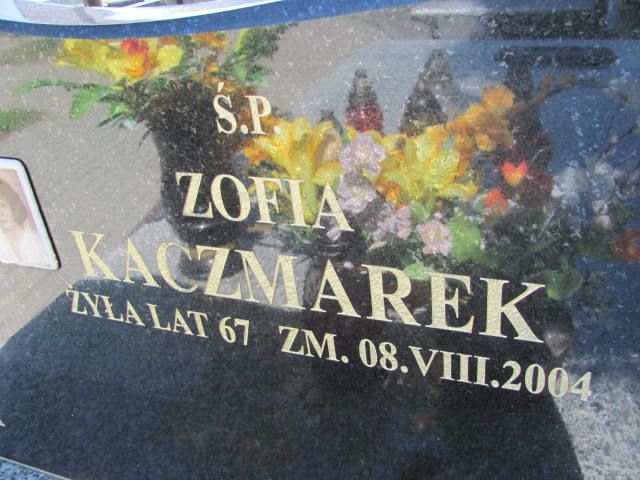 Ś.P.
ZOFIA
KACZMAREK
ŻYŁA LAT 67 ZM. 08.VIII.2004